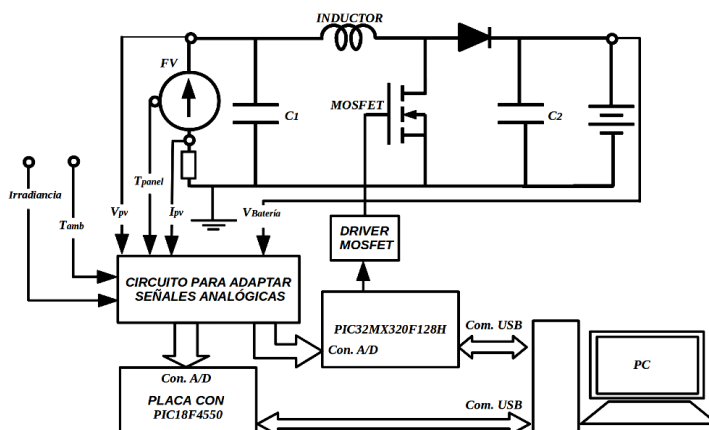 INDUCTOR
FV
C1
MOSFET
C2
Tpanel
Irradiancia
Vpv
Ipv
VBatería
Tamb
DRIVER
MOSFET
CIRCUITO PARA ADAPTAR
SEÑALES ANALÓGICAS
PIC32MX320F128H
Com. USB
Con. A/D
PC
Con. A/D
PLACA CON
PIC18F4550
Com. USB